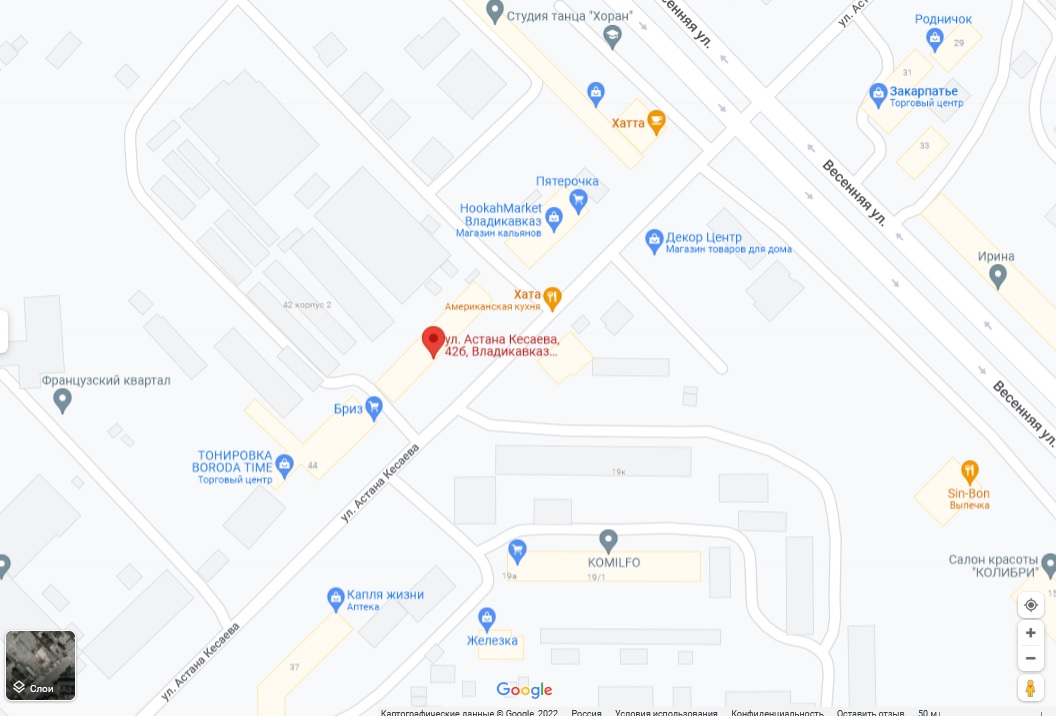 Студия танца "Хоран"
Весенняя ул.
ул. Аст
Родничок
29
31
Закарпатье
Торговый центр
33
Хатта
Пятерочка
HookahMarket
Владикавказ
Магазин кальянов
Весенняя ул.
Декор Центр
Магазин товаров для дома
Ирина
Хата
Американская кухня
42 корпус 2
ул. Астана Кесаева,
42б, Владикавказ...
Французский квартал
Бриз
Весенняя ул.
ТОНИРОВКА
BORODA TIME
Торговый центр
44
ул. Астана Кесаева
19к
Sin-Bon
Выпечка
KOMILFO
19а
19/1
Салон красоты
"КОЛИБРИ"
15
Капля жизни
Аптека
Железка
ул. Астана Кесаева
37
Слои
Google
Картографические данные © Google, 2022 Россия Условия использования Конфиденциальность Оставить отзыв 50 м